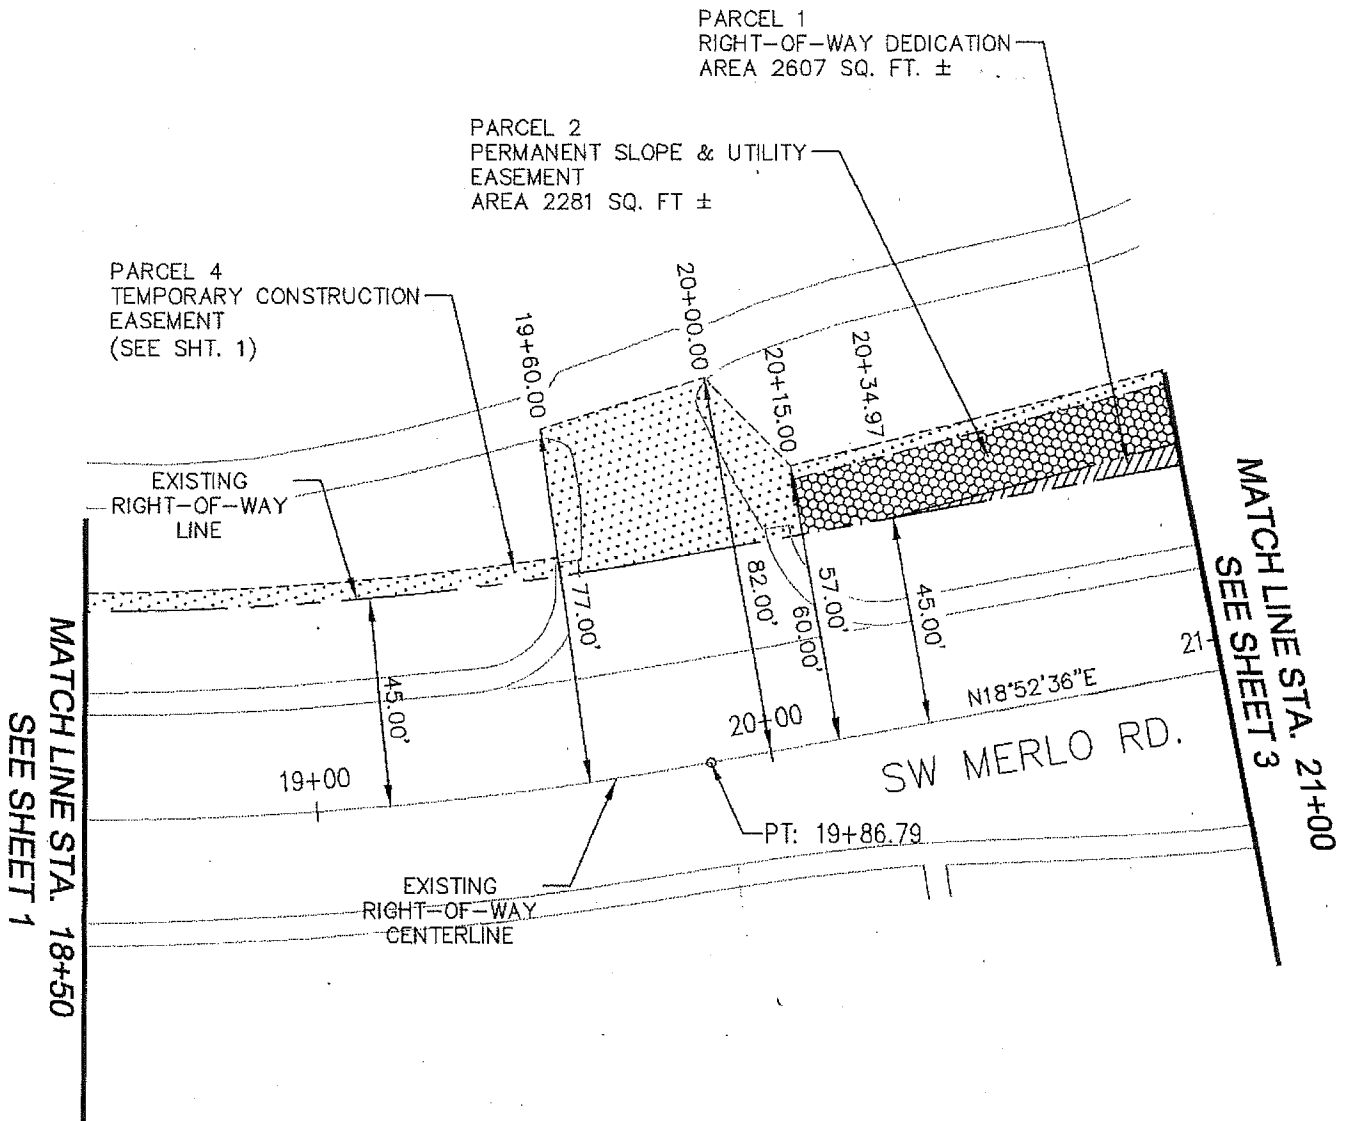 PARCEL 1
RIGHT-OF-WAY DEDICATION
AREA 2607 SQ. FT. ±
PARCEL 2
PERMANENT SLOPE & UTILITY
EASEMENT
AREA 2281 SQ. FT ±
PARCEL 4
TEMPORARY CONSTRUCTION
EASEMENT
(SEE SHT. 1)
19+60.00
20+00.00
20+15.00
20+34.97
EXISTING
RIGHT-OF-WAY
LINE
77.00'
82.00'
57.00'
60.00'
45.00'
45.00'
19+00
20+00
21
N18°52'36"E
SW MERLO RD.
PT: 19+86.79
EXISTING
RIGHT-OF-WAY
CENTERLINE
MATCH LINE STA. 18+50
SEE SHEET 1
MATCH LINE STA. 21+00
SEE SHEET 3